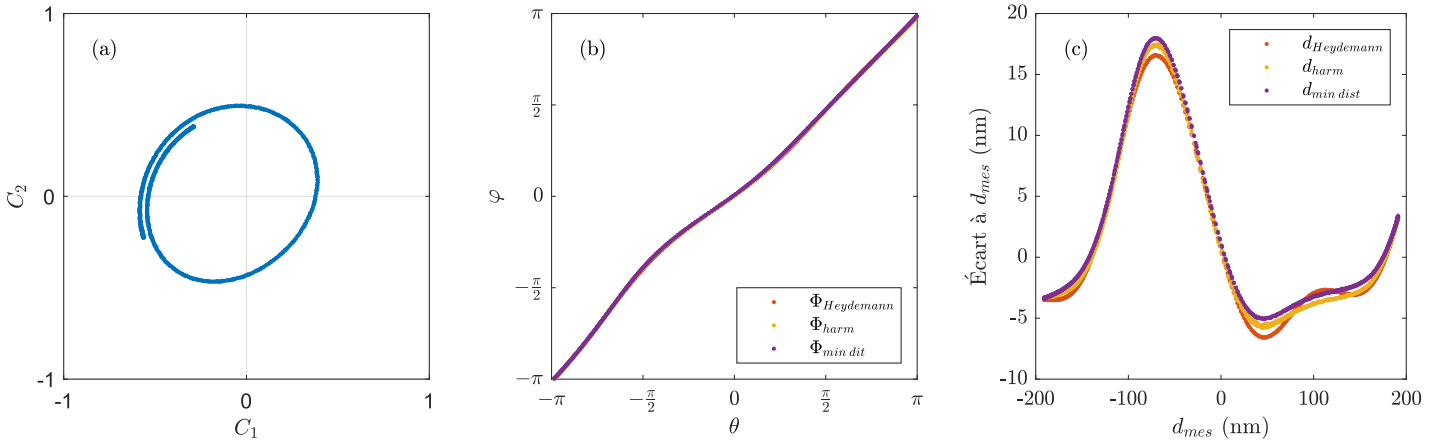 (a)
1
0
-1
C₂
-1
0
1
C₁
(b)
π
π/2
0
−π/2
−π
φ
Φ_Heydemann
Φ_harm
Φ_min dit
−π
−π/2
0
π/2
π
θ
(c)
20
15
10
5
0
-5
-10
Écart à d_mes (nm)
d_Heydemann
d_harm
d_min dist
-200
-100
0
100
200
d_mes (nm)